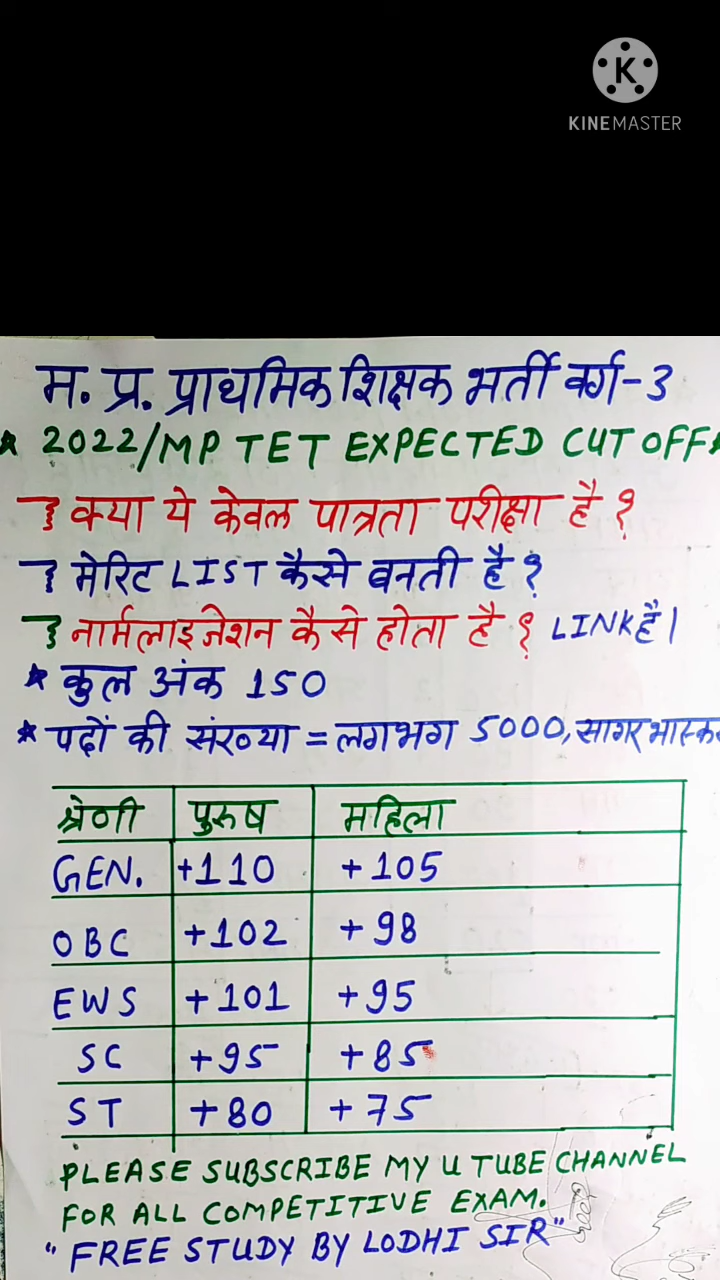 KINEMASTER
म. प्र. प्राथमिक शिक्षक भर्ती वर्ग-3
★ 2022/MP TET EXPECTED CUT OFF★
क्या ये केवल पात्रता परीक्षा है ?
मेरिट LIST कैसे बनती है ?
नार्मलाइजेशन कैसे होता है ? LINK है।
★ कुल अंक 150
★ पदों की संख्या = लगभग 5000, सागर भास्कर
श्रेणी पुरुष महिला
GEN. +110 +105
OBC +102 +98
EWS +101 +95
SC +95 +85
ST +80 +75
PLEASE SUBSCRIBE MY U TUBE CHANNEL
FOR ALL COMPETITIVE EXAM.
"FREE STUDY BY LODHI SIR"